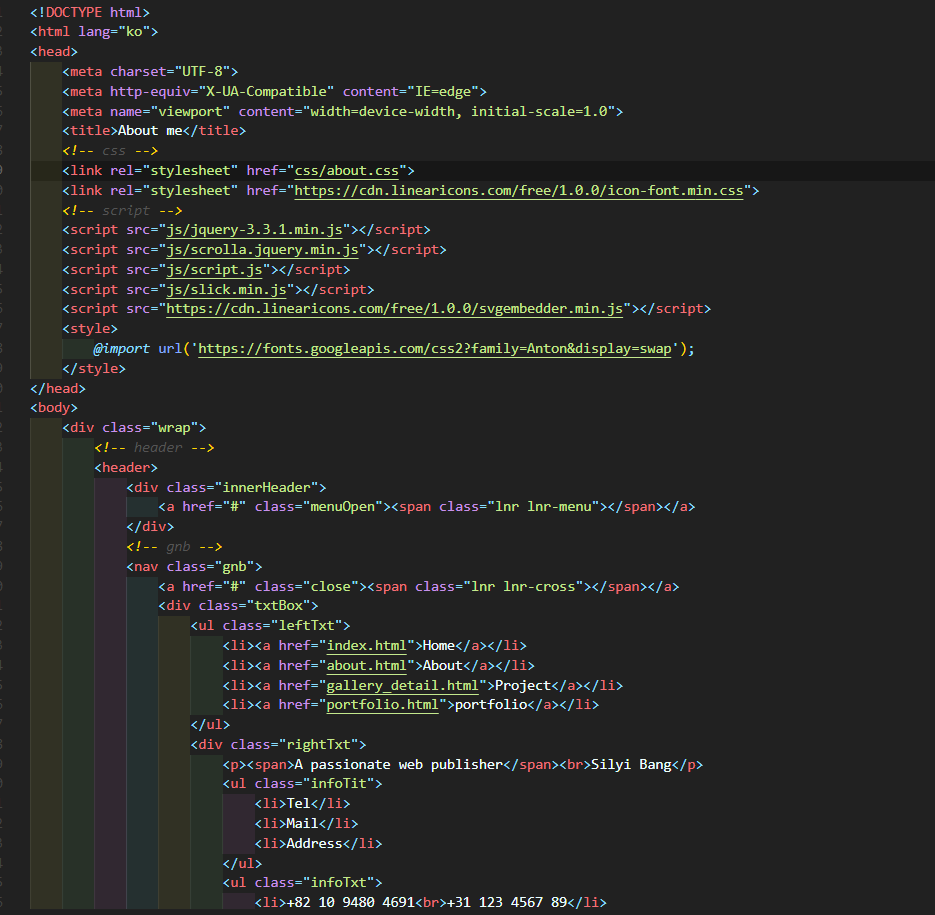 <!DOCTYPE html>
<html lang="ko">
<head>
<meta charset="UTF-8">
<meta http-equiv="X-UA-Compatible" content="IE=edge">
<meta name="viewport" content="width=device-width, initial-scale=1.0">
<title>About me</title>
<!-- css -->
<link rel="stylesheet" href="css/about.css">
<link rel="stylesheet" href="https://cdn.linearicons.com/free/1.0.0/icon-font.min.css">
<!-- script -->
<script src="js/jquery-3.3.1.min.js"></script>
<script src="js/scrolla.jquery.min.js"></script>
<script src="js/script.js"></script>
<script src="js/slick.min.js"></script>
<script src="https://cdn.linearicons.com/free/1.0.0/svgembedder.min.js"></script>
<style>
@import url('https://fonts.googleapis.com/css2?family=Anton&display=swap');
</style>
</head>
<body>
<div class="wrap">
<!-- header -->
<header>
<div class="innerHeader">
<a href="#" class="menuOpen"><span class="lnr lnr-menu"></span></a>
</div>
<!-- gnb -->
<nav class="gnb">
<a href="#" class="close"><span class="lnr lnr-cross"></span></a>
<div class="txtBox">
<ul class="leftTxt">
<li><a href="index.html">Home</a></li>
<li><a href="about.html">About</a></li>
<li><a href="gallery_detail.html">Project</a></li>
<li><a href="portfolio.html">portfolio</a></li>
</ul>
<div class="rightTxt">
<p><span>A passionate web publisher</span><br>Silyi Bang</p>
<ul class="infoTit">
<li>Tel</li>
<li>Mail</li>
<li>Address</li>
</ul>
<ul class="infoTxt">
<li>+82 10 9480 4691<br>+31 123 4567 89</li>